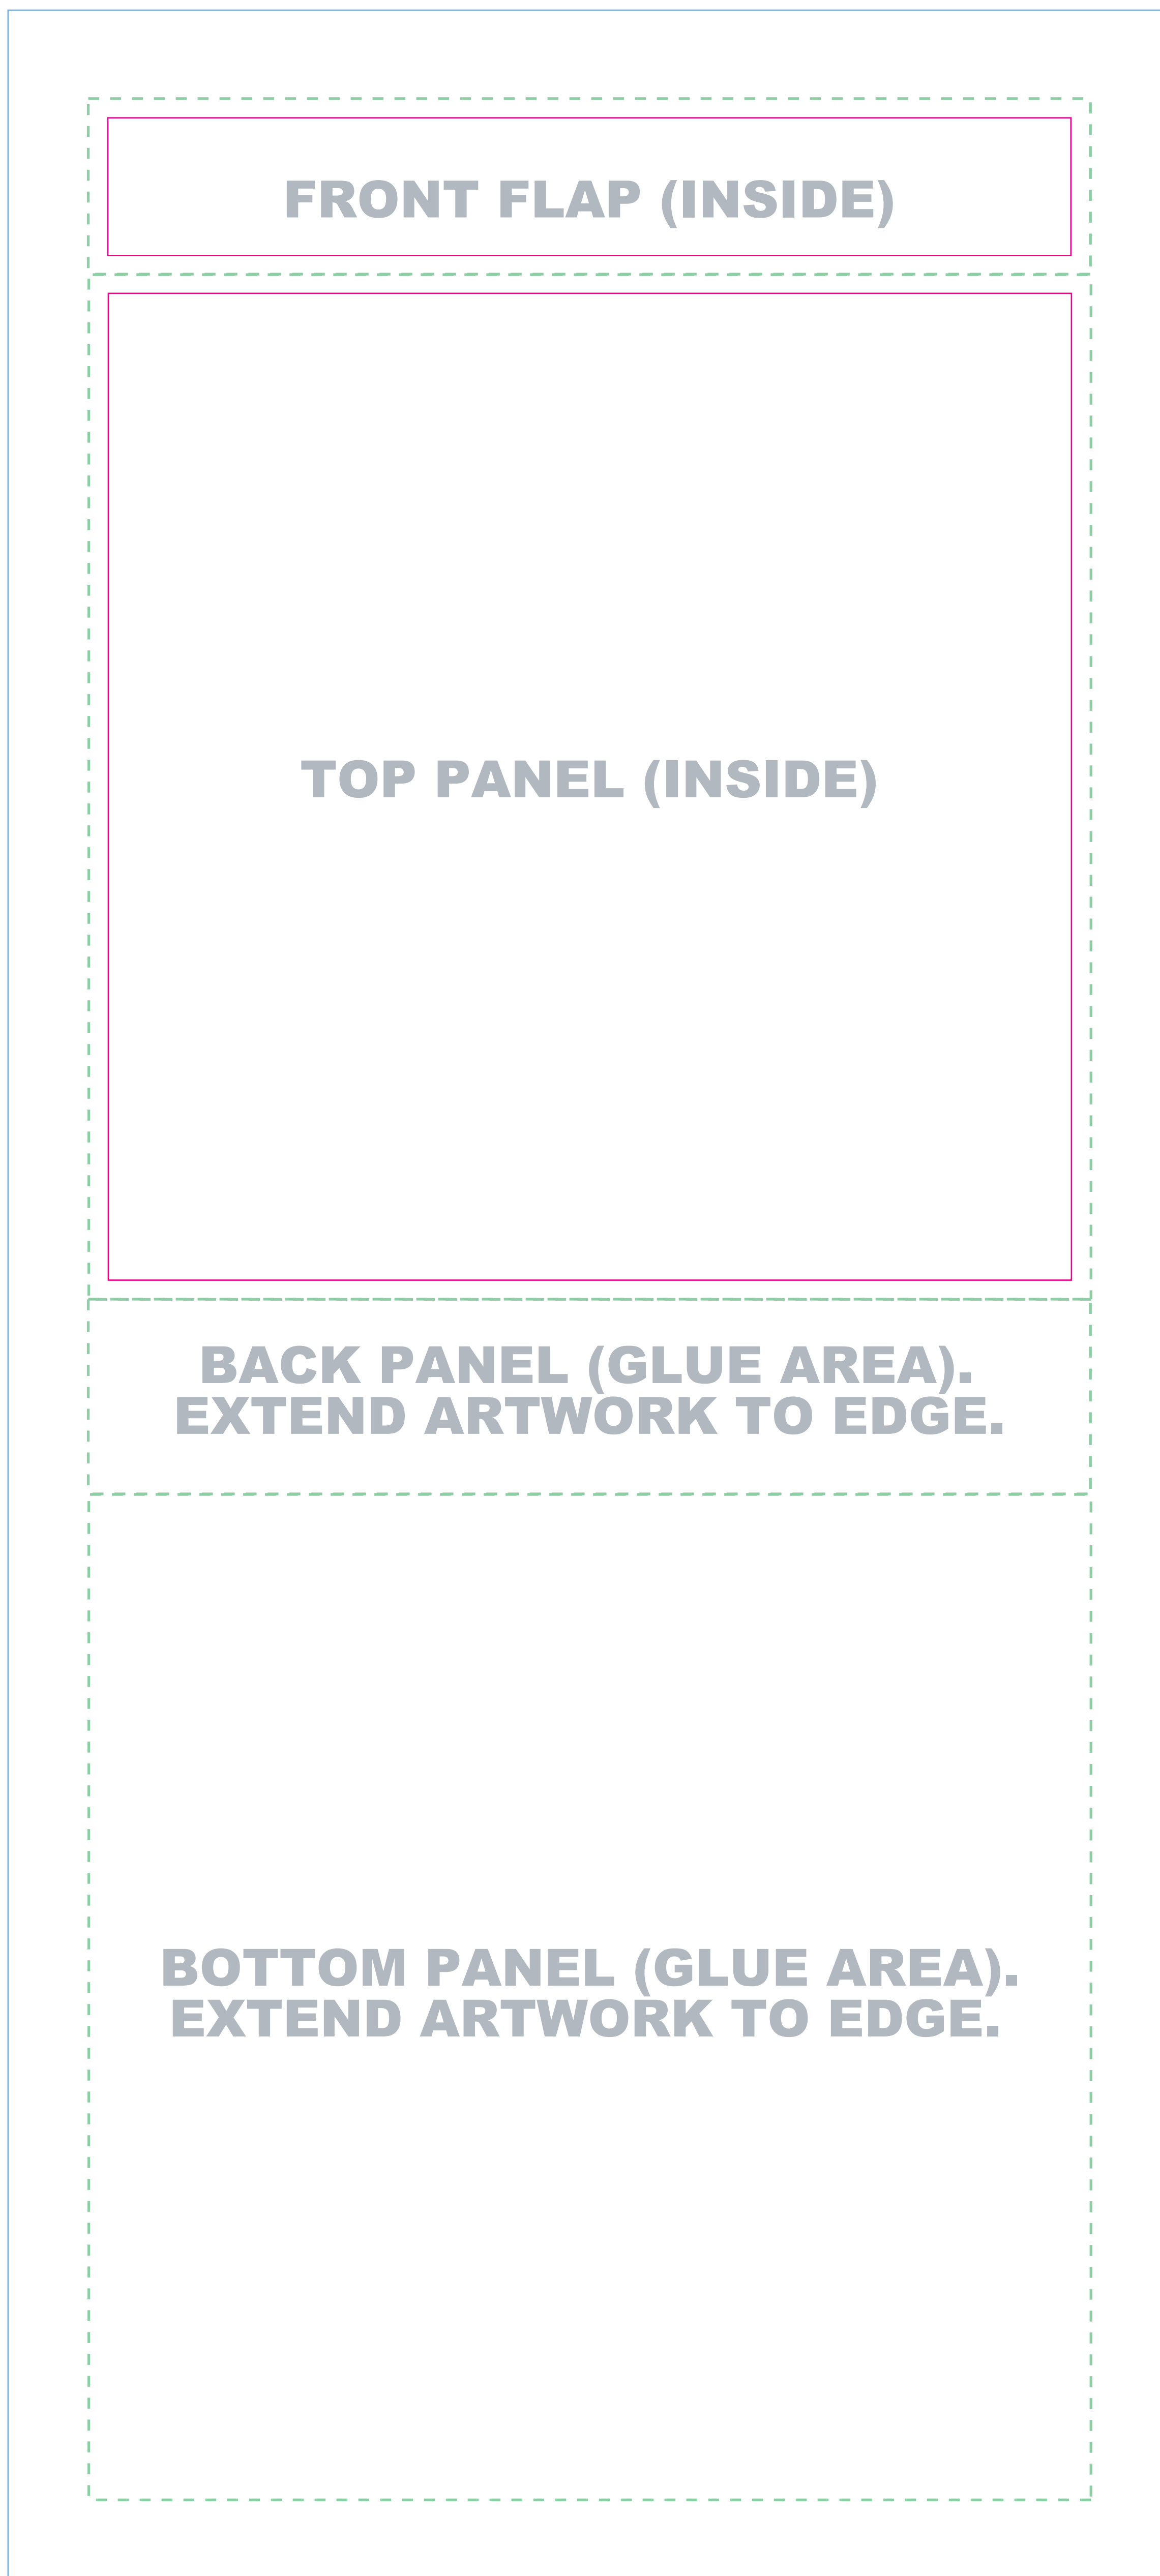 FRONT FLAP (INSIDE)
TOP PANEL (INSIDE)
BACK PANEL (GLUE AREA).
EXTEND ARTWORK TO EDGE.
BOTTOM PANEL (GLUE AREA).
EXTEND ARTWORK TO EDGE.